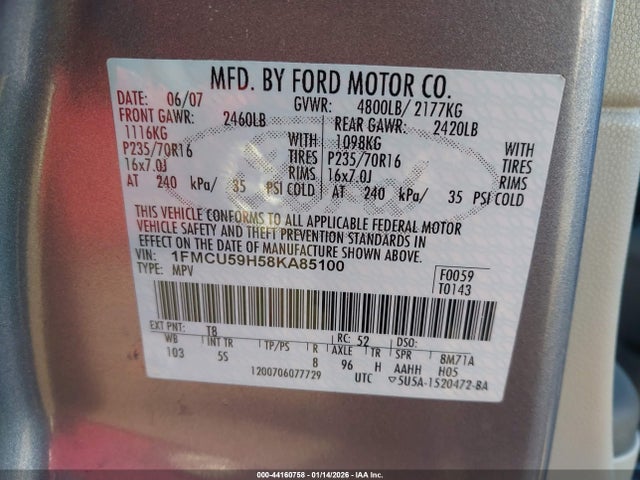 MFD. BY FORD MOTOR CO.
DATE: 06/07 GVWR: 4800LB/ 2177KG
FRONT GAWR: 2460LB REAR GAWR: 2420LB
1116KG WITH 1098KG WITH
P235/70R16 TIRES P235/70R16 TIRES
16x7.0J RIMS 16x7.0J RIMS
AT 240 kPa/ 35 PSI COLD AT 240 kPa/ 35 PSI COLD
THIS VEHICLE CONFORMS TO ALL APPLICABLE FEDERAL MOTOR
VEHICLE SAFETY AND THEFT PREVENTION STANDARDS IN
EFFECT ON THE DATE OF MANUFACTURE SHOWN ABOVE.
VIN: 1FMCU59H58KA85100
TYPE: MPV
F0059
T0143
EXT PNT: T8 RC: 52 DSO:
WB INT TR TP/PS R AXLE TR SPR 8M71A
103 5S 8 96 H AAHH H05
1200706077729 UTC 5U5A-1520472-BA
Ford
000-44160758 - 01/14/2026 - IAA Inc.